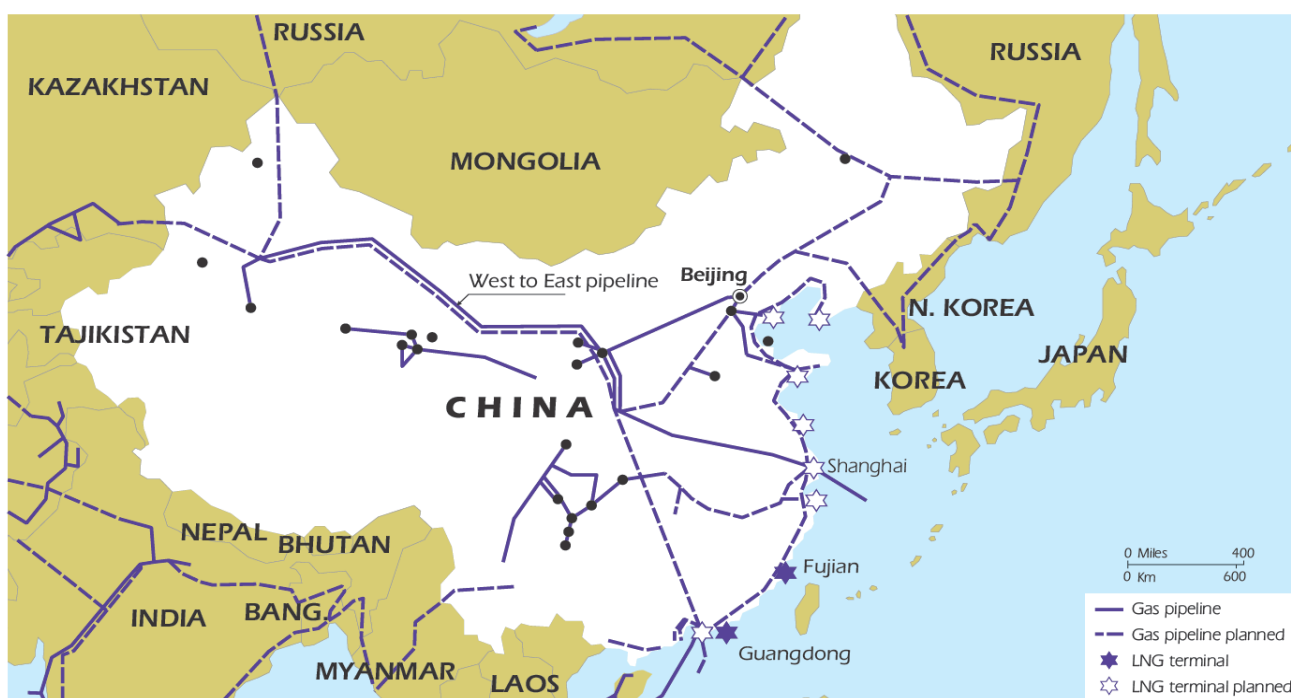 RUSSIA
RUSSIA
KAZAKHSTAN
MONGOLIA
West to East pipeline
Beijing
N. KOREA
TAJIKISTAN
JAPAN
KOREA
CHINA
Shanghai
NEPAL
BHUTAN
0 Miles 400
0 Km 600
Fujian
INDIA
BANG.
Gas pipeline
Gas pipeline planned
Guangdong
LNG terminal
MYANMAR
LAOS
LNG terminal planned